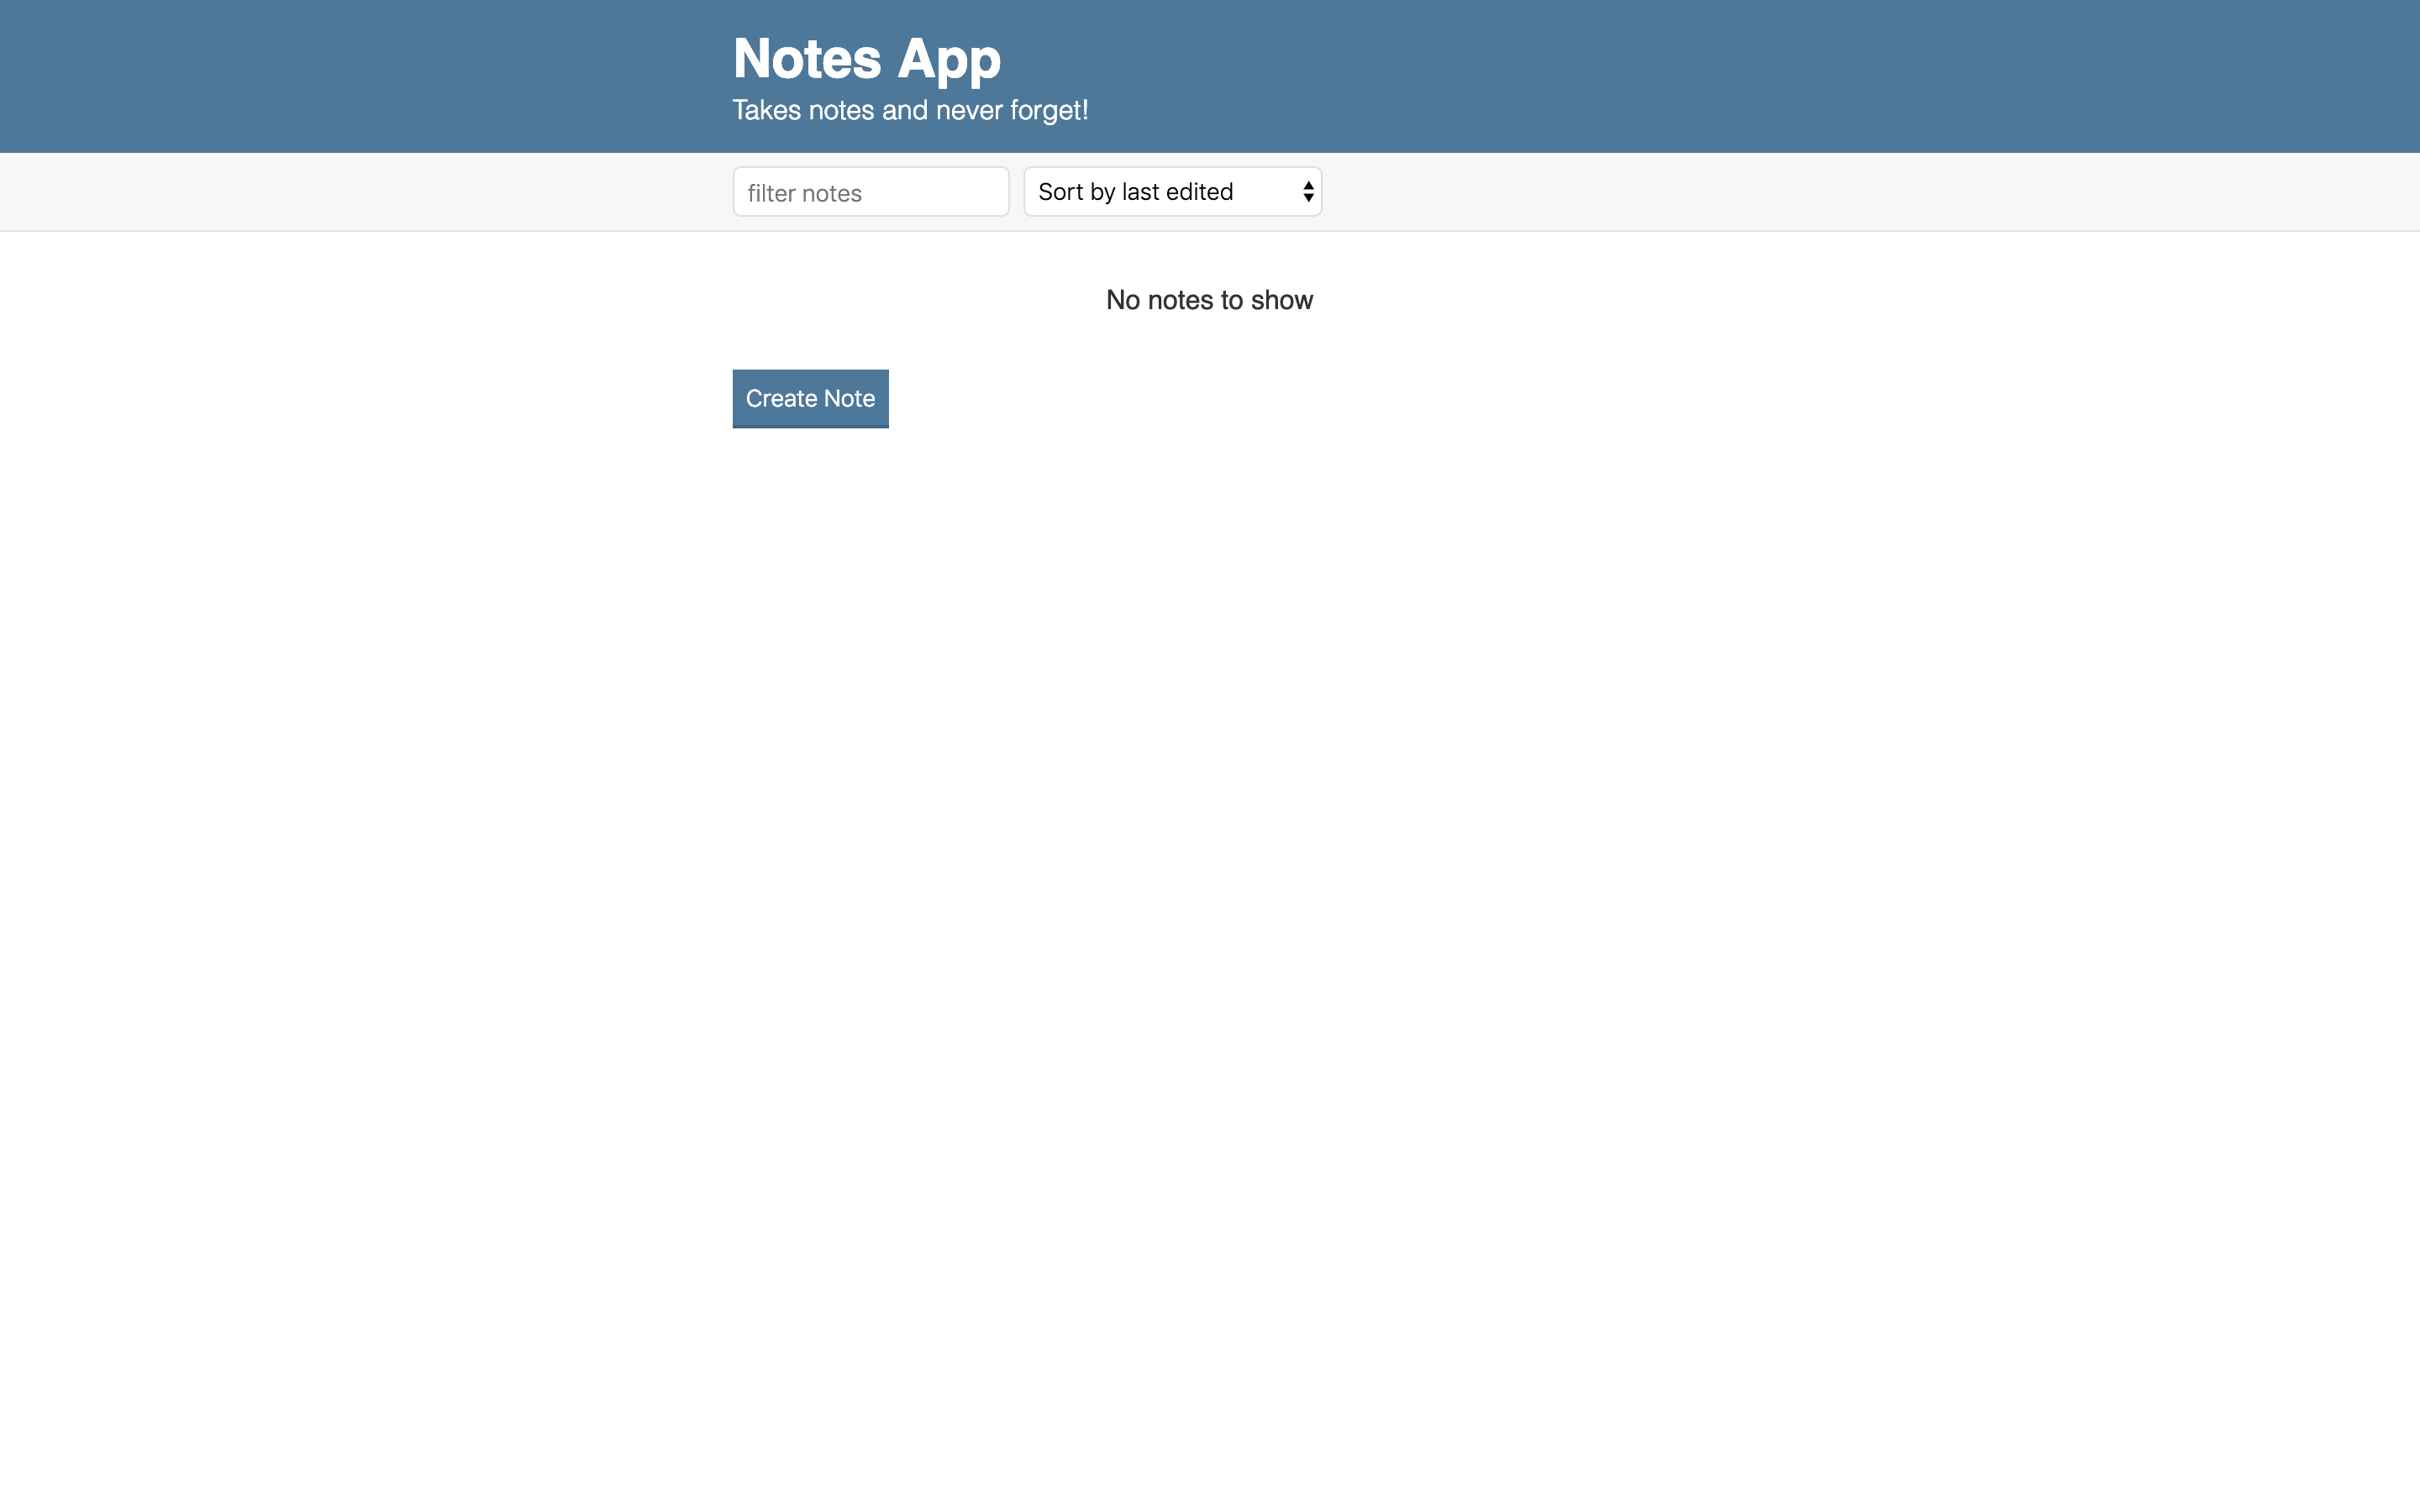 Notes App
Takes notes and never forget!
filter notes
Sort by last edited
No notes to show
Create Note